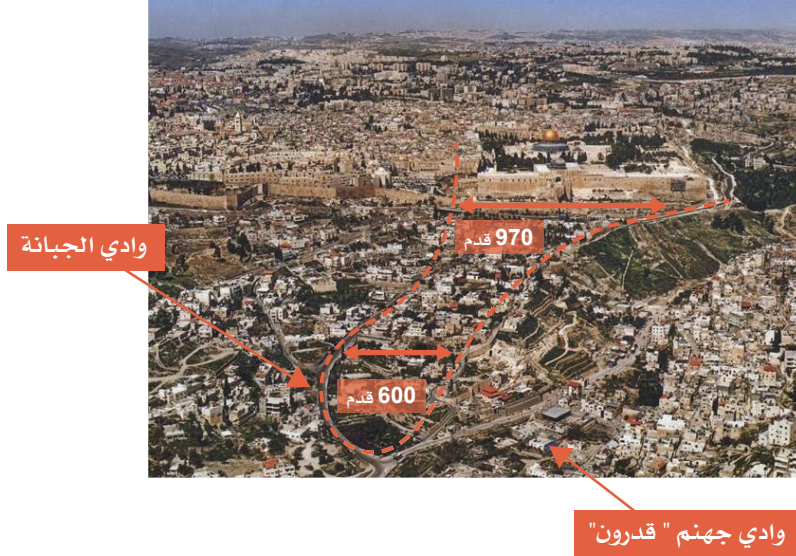 970 قدم
وادي الجبانة
600 قدم
وادي جهنم " قدرون"